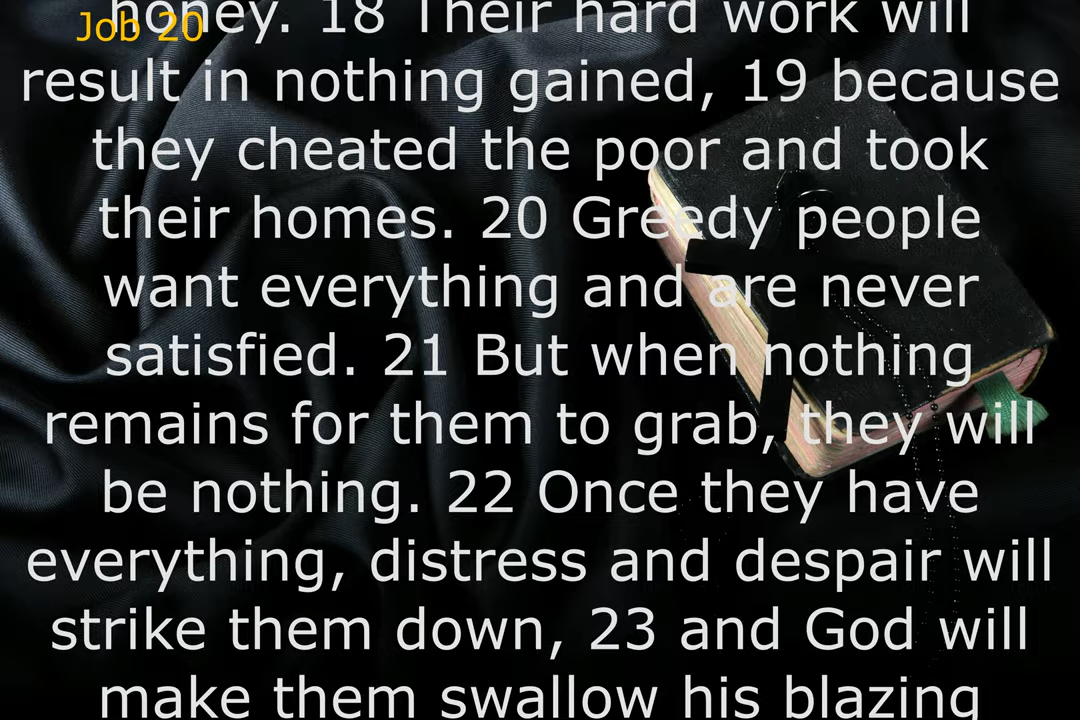 Job 20
honey. 18 Their hard work will
result in nothing gained, 19 because
they cheated the poor and took
their homes. 20 Greedy people
want everything and are never
satisfied. 21 But when nothing
remains for them to grab, they will
be nothing. 22 Once they have
everything, distress and despair will
strike them down, 23 and God will
make them swallow his blazing